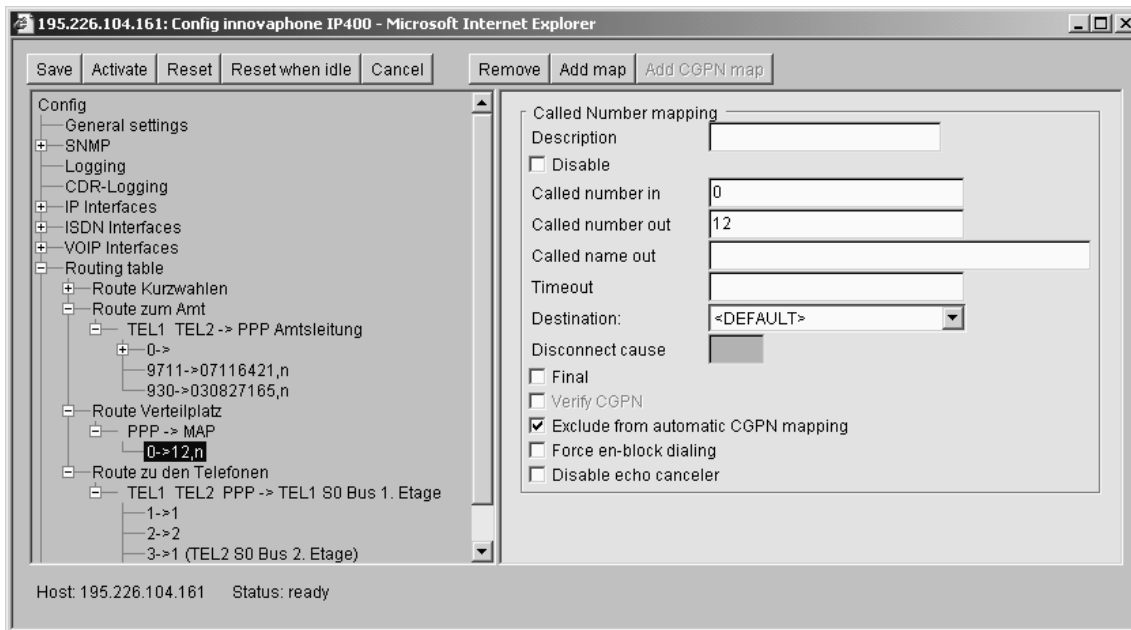 195.226.104.161: Config innovaphone IP400 - Microsoft Internet Explorer
Save Activate Reset Reset when idle Cancel Remove Add map Add CGPN map
Config
General settings
SNMP
Logging
CDR-Logging
IP Interfaces
ISDN Interfaces
VOIP Interfaces
Routing table
Route Kurzwahlen
Route zum Amt
TEL1 TEL2 -> PPP Amtsleitung
0->
9711->07116421,n
930->030827165,n
Route Verteilplatz
PPP -> MAP
0->12,n
Route zu den Telefonen
TEL1 TEL2 PPP -> TEL1 S0 Bus 1. Etage
1->1
2->2
3->1 (TEL2 S0 Bus 2. Etage)
Called Number mapping
Description
Disable
Called number in 0
Called number out 12
Called name out
Timeout
Destination: <DEFAULT>
Disconnect cause
Final
Verify CGPN
Exclude from automatic CGPN mapping
Force en-block dialing
Disable echo canceler
Host: 195.226.104.161 Status: ready